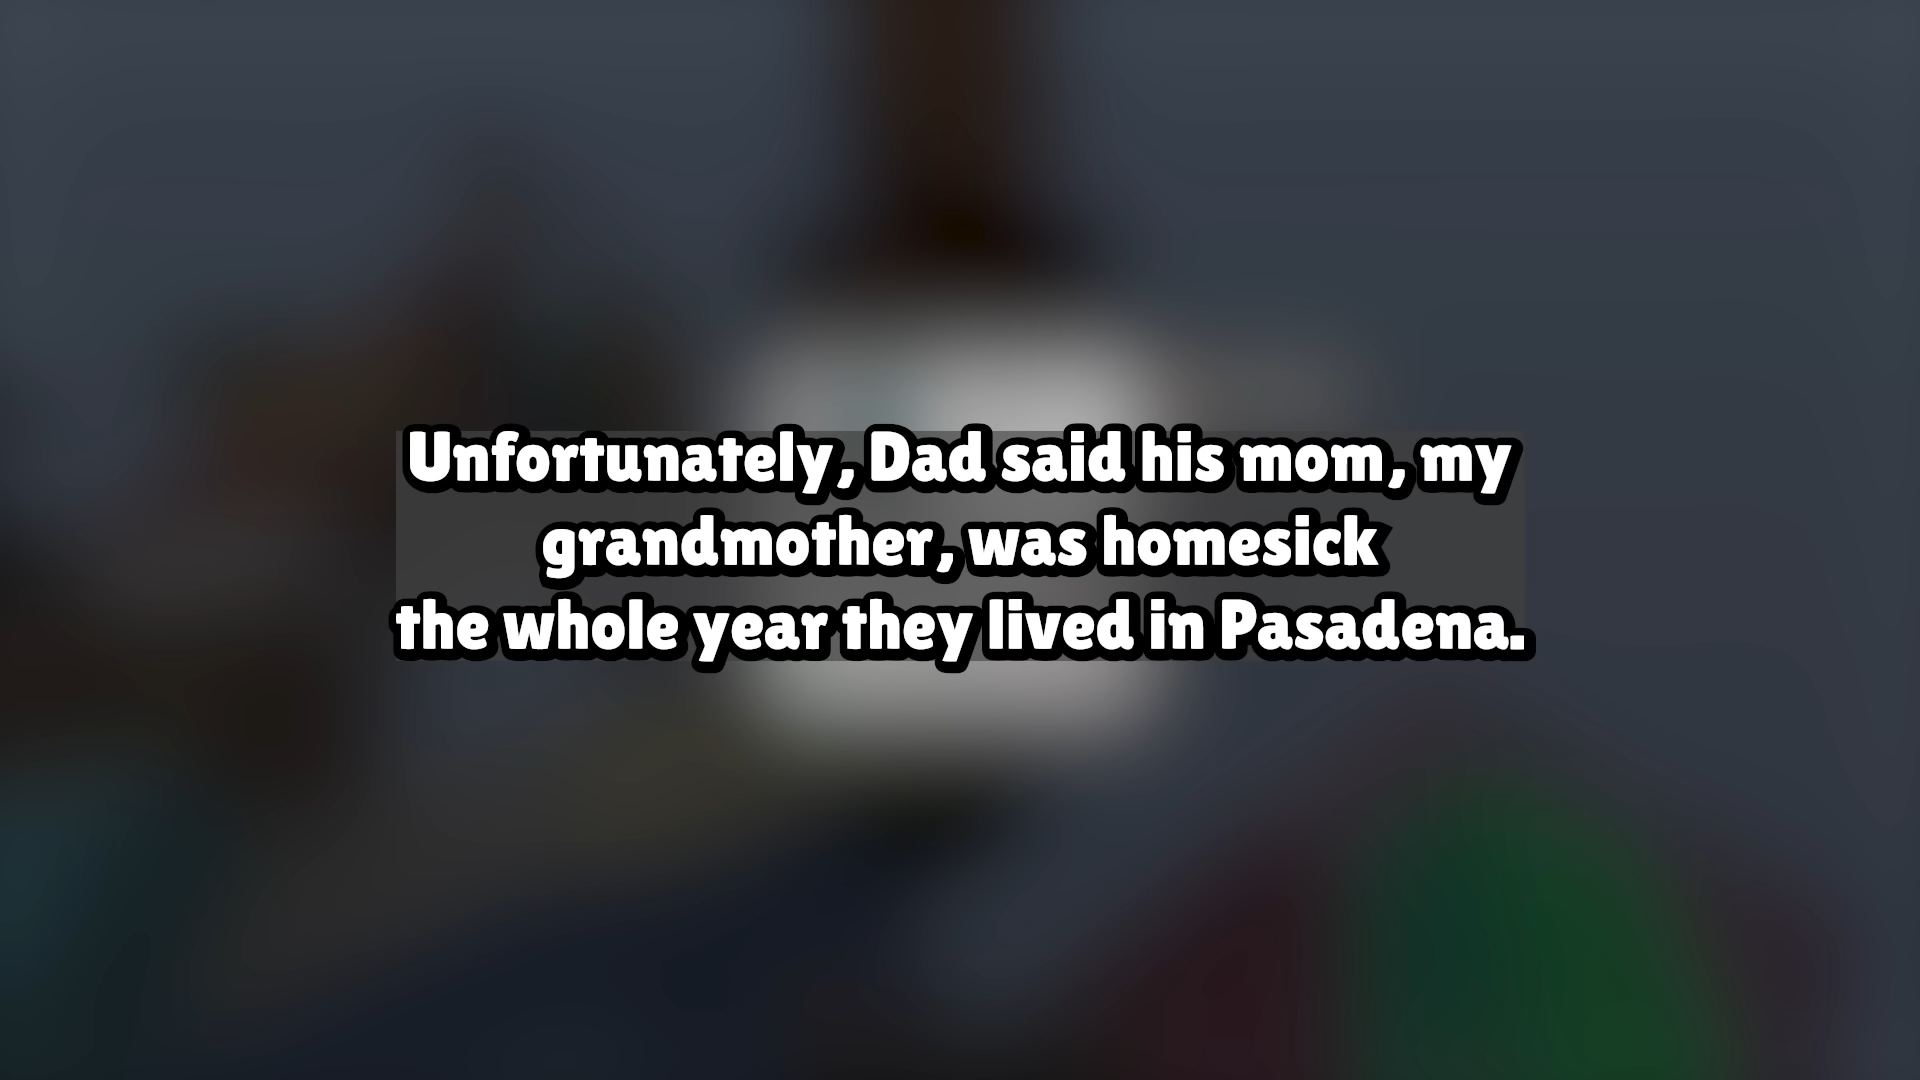 Unfortunately, Dad said his mom, my
grandmother, was homesick
the whole year they lived in Pasadena.